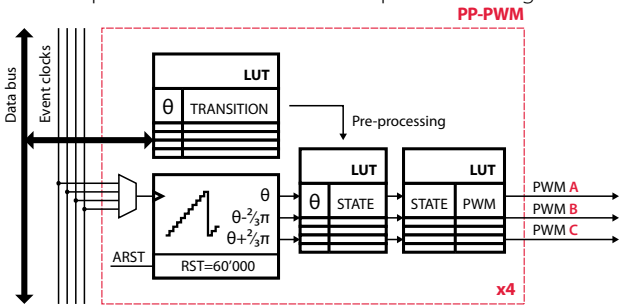 PP-PWM
Data bus
Event clocks
LUT
θ TRANSITION
Pre-processing
LUT
θ STATE
LUT
STATE PWM
θ
θ-⅔π
θ+⅔π
ARST
RST=60'000
PWM A
PWM B
PWM C
x4